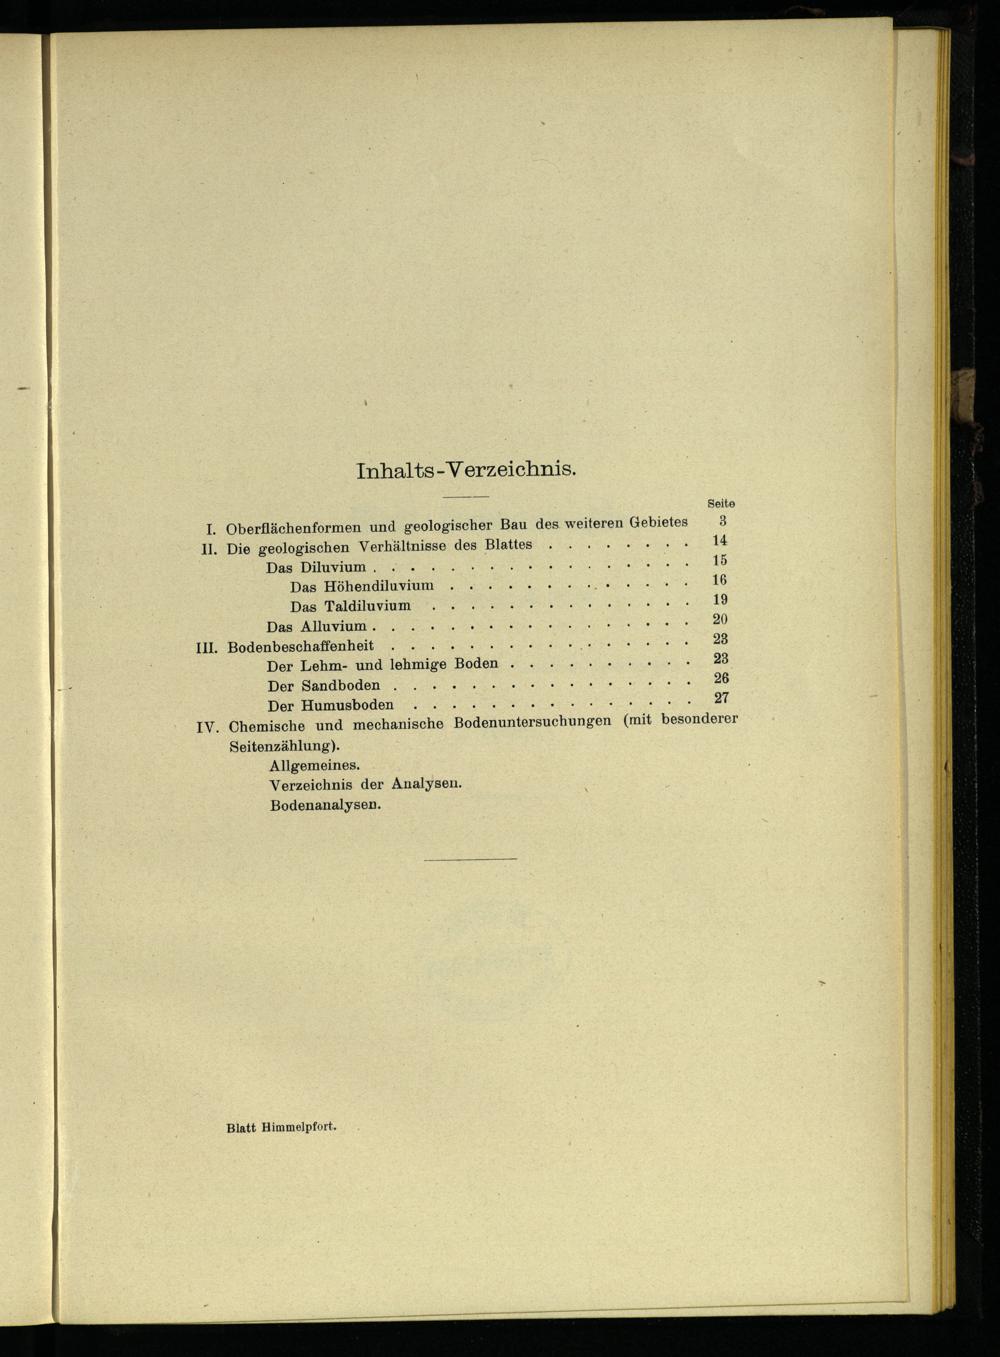 Inhalts-Verzeichnis.
Seite
I. Oberflächenformen und geologischer Bau des weiteren Gebietes 3
II. Die geologischen Verhältnisse des Blattes . . . . . . . . 14
Das Diluvium . . . . . . . . . . . . . . . . . 15
Das Höhendiluvium . . . . . . . . . . . . . 16
Das Taldiluvium . . . . . . . . . . . . . . 19
Das Alluvium . . . . . . . . . . . . . . . . . 20
III. Bodenbeschaffenheit . . . . . . . . . . . . . . . . 23
Der Lehm- und lehmige Boden . . . . . . . . . . 23
Der Sandboden . . . . . . . . . . . . . . . . 26
Der Humusboden . . . . . . . . . . . . . . . 27
IV. Chemische und mechanische Bodenuntersuchungen (mit besonderer
Seitenzählung).
Allgemeines.
Verzeichnis der Analysen.
Bodenanalysen.
Blatt Himmelpfort.